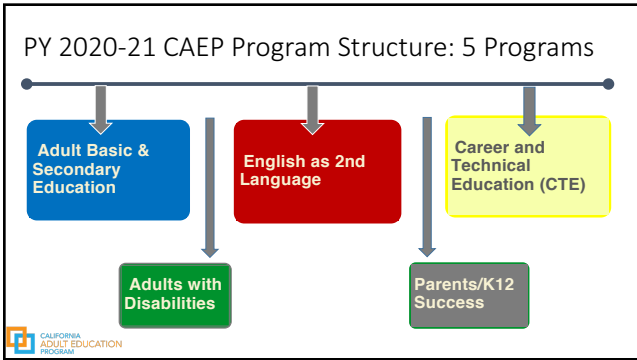 PY 2020-21 CAEP Program Structure: 5 Programs
Adult Basic &
Secondary
Education
English as 2nd
Language
Career and
Technical
Education (CTE)
Adults with
Disabilities
Parents/K12
Success
CALIFORNIA
ADULT EDUCATION
PROGRAM